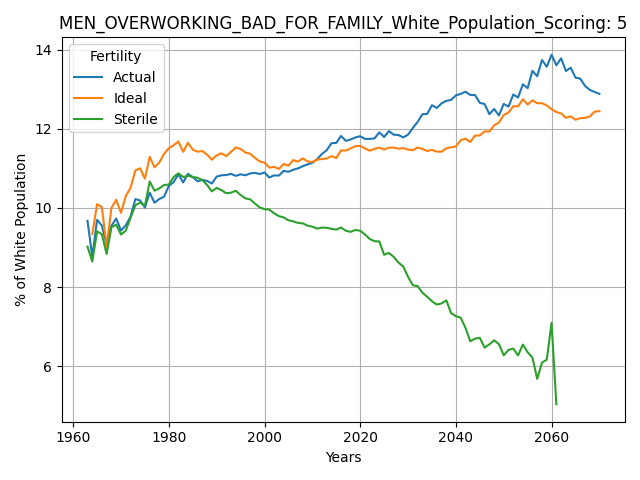 MEN_OVERWORKING_BAD_FOR_FAMILY_White_Population_Scoring: 5
Fertility
Actual
Ideal
Sterile
% of White Population
14
12
10
8
6
1960 1980 2000 2020 2040 2060
Years